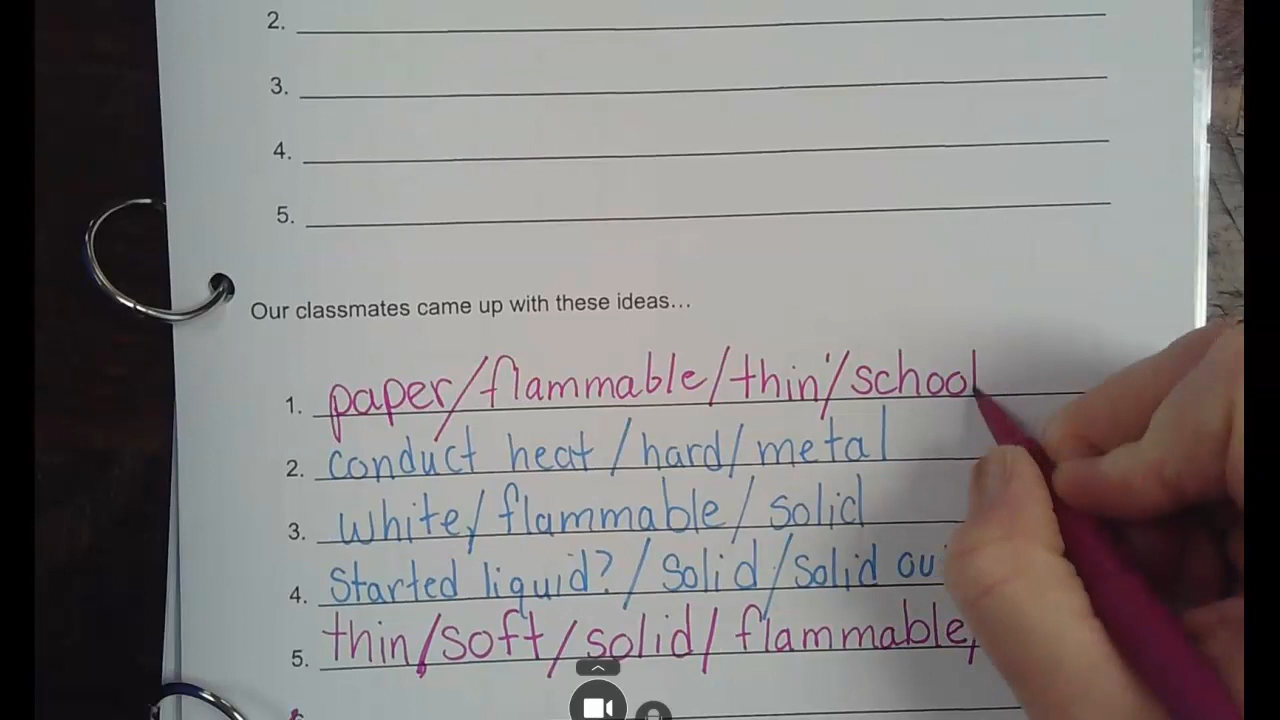 2.
3.
4.
5.
Our classmates came up with these ideas...
1. paper/flammable/thin/school
2. conduct heat/hard/metal
3. white/flammable/solid
4. Started liquid?/solid/solid ou
5. thin/soft/solid/flammable,